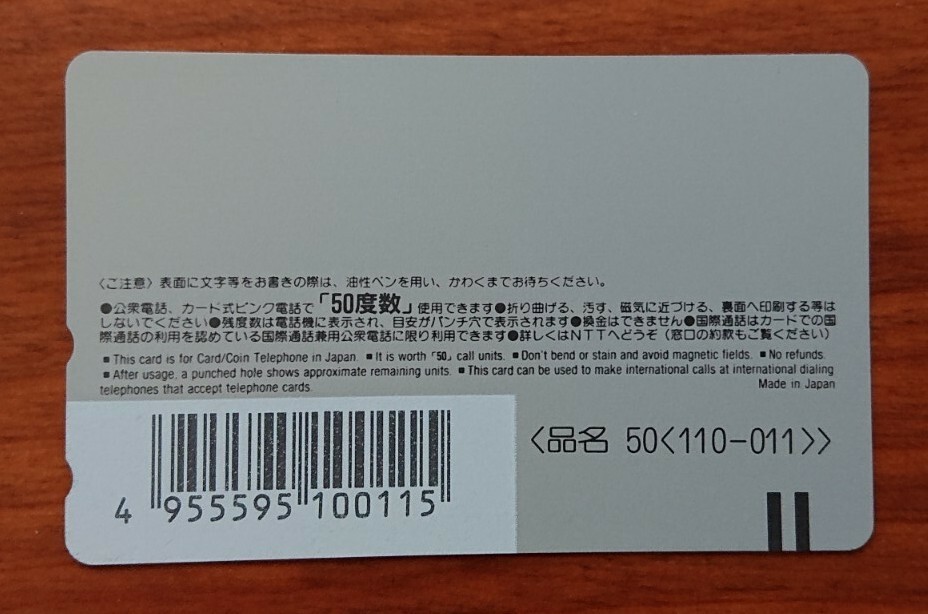 〈ご注意〉表面に文字等をお書きの際は、油性ペンを用い、かわくまでお待ちください。
●公衆電話、カード式ピンク電話で「50度数」使用できます●折り曲げる、汚す、磁気に近づける、裏面へ印刷する等は
しないでください●残度数は電話機に表示され、目安がパンチ穴で表示されます●換金はできません●国際通話はカードでの国
際通話の利用を認めている国際通話兼用公衆電話に限り利用できます●詳しくはNTTへどうぞ（窓口の約款もご覧ください）
■ This card is for Card/Coin Telephone in Japan. ■ It is worth「50」call units. ■ Don't bend or stain and avoid magnetic fields. ■ No refunds.
■ After usage, a punched hole shows approximate remaining units. ■ This card can be used to make international calls at international dialing
telephones that accept telephone cards.
Made in Japan
〈品名 50〈110-011〉〉
4 955595 100115